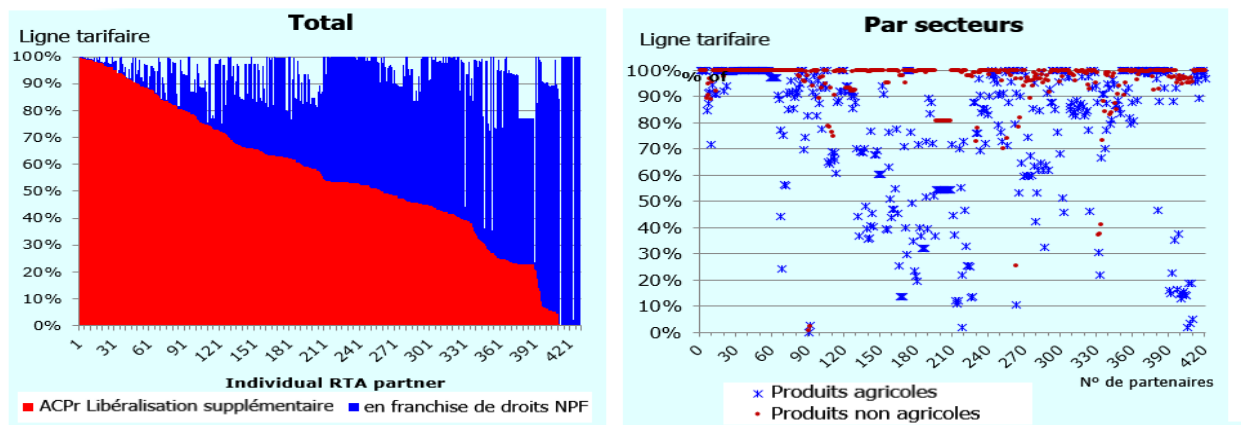 Total
Ligne tarifaire
100%
90%
80%
70%
60%
50%
40%
30%
20%
10%
0%
1 31 61 91 121 151 181 211 241 271 301 331 361 391 421
Individual RTA partner
ACPr Libéralisation supplémentaire en franchise de droits NPF
Par secteurs
Ligne tarifaire
% of
100%
90%
80%
70%
60%
50%
40%
30%
20%
10%
0%
0 30 60 90 120 150 180 210 240 270 300 330 360 390 420
N° de partenaires
Produits agricoles
Produits non agricoles